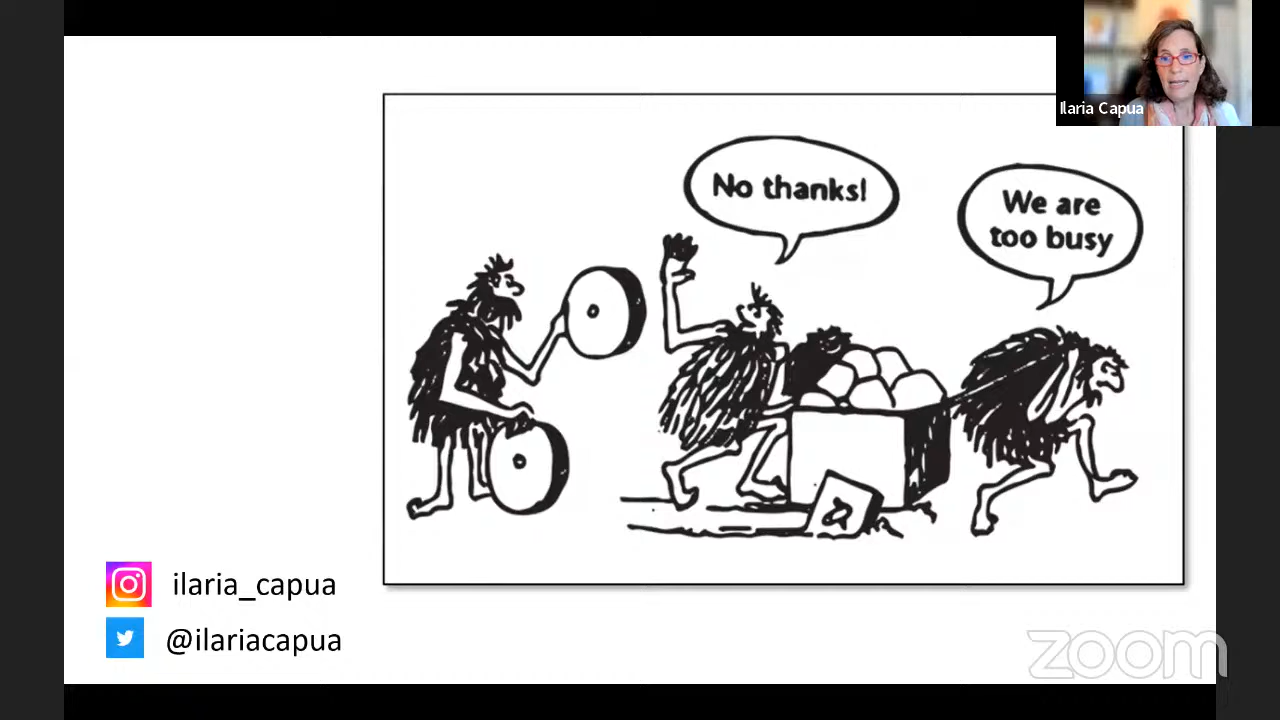 Ilaria Capua
No thanks!
We are
too busy
ilaria_capua
@ilariacapua
zoom